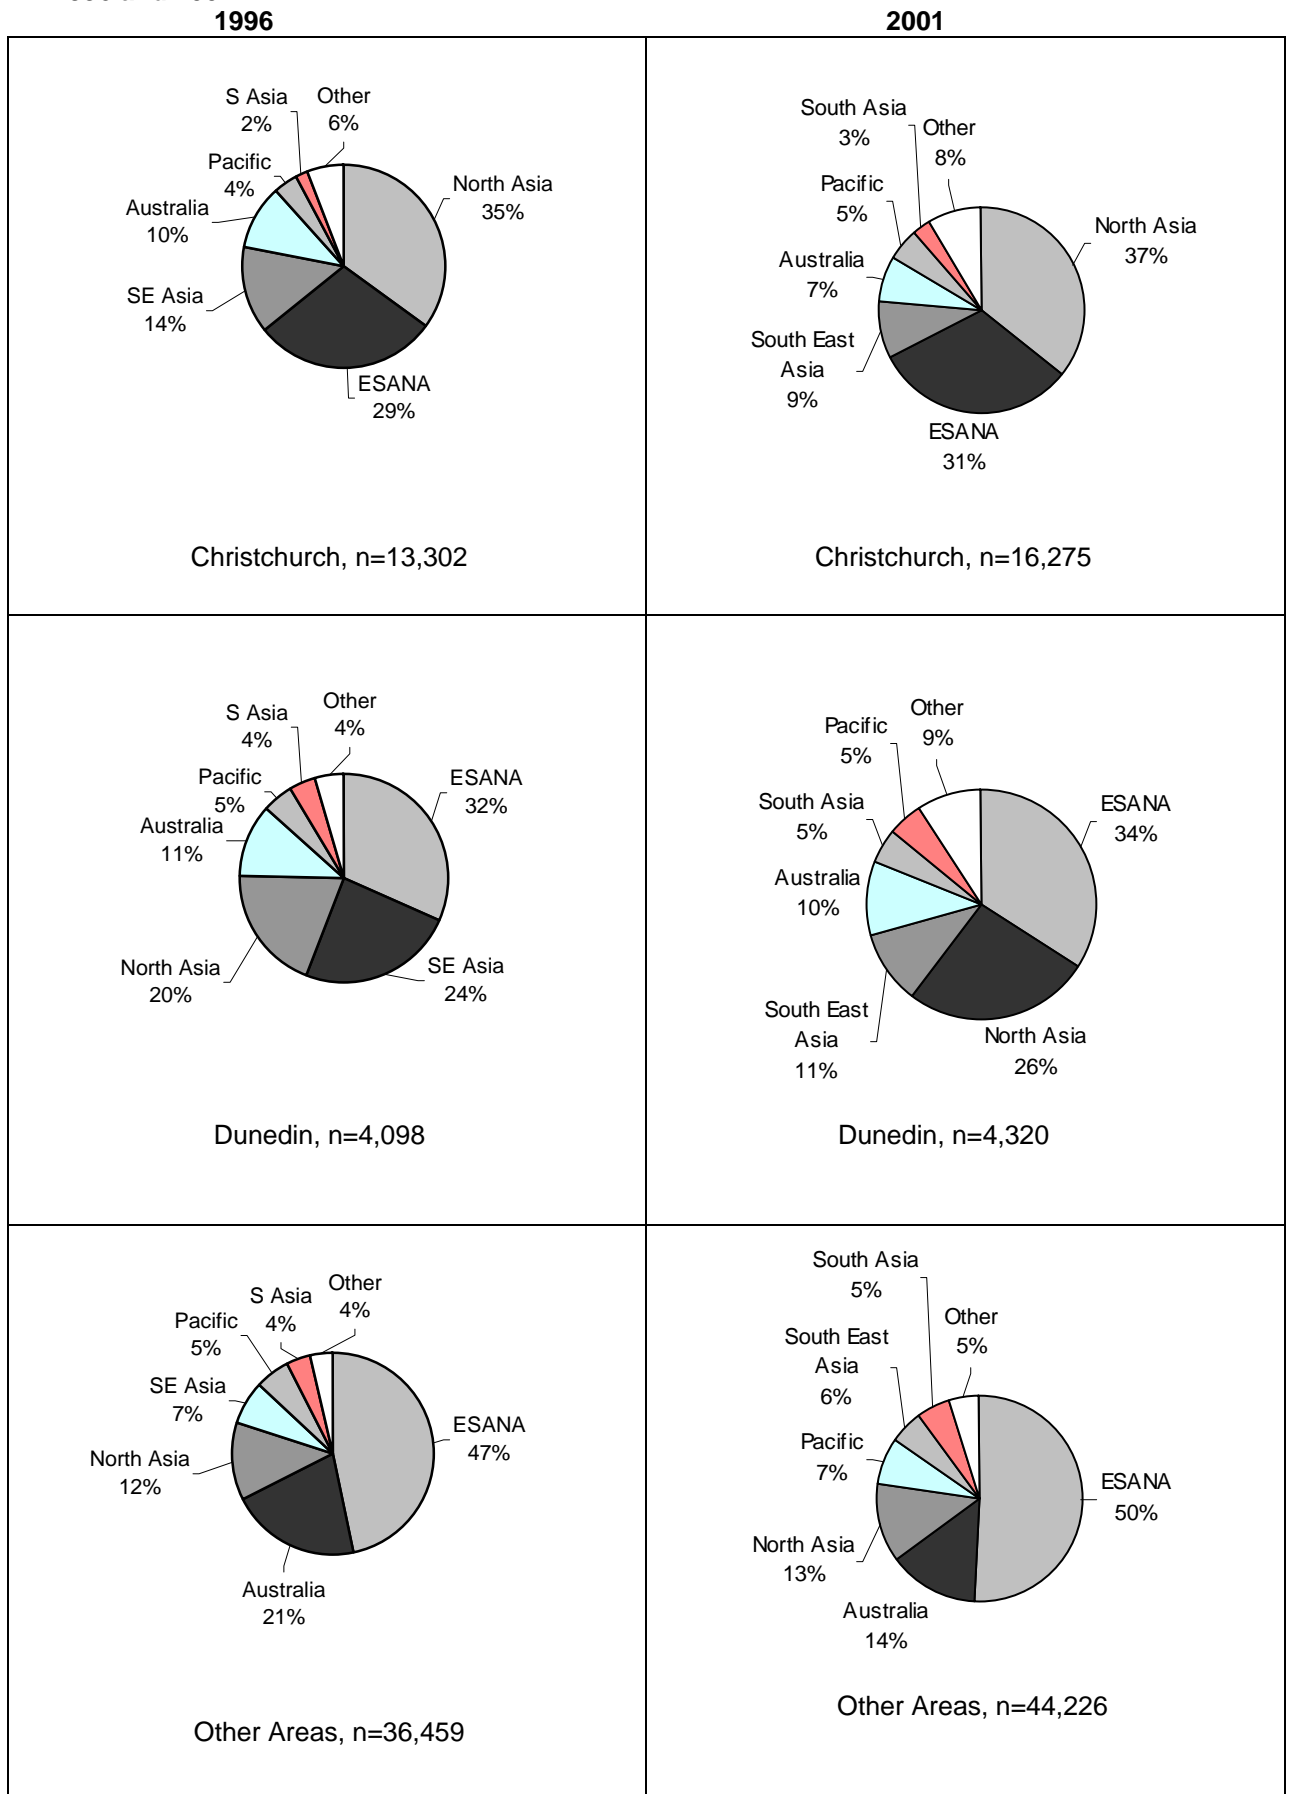 1996
2001
S Asia
2%
Other
6%
Pacific
4%
North Asia
35%
Australia
10%
SE Asia
14%
ESANA
29%
Christchurch, n=13,302
South Asia
3%
Other
8%
Pacific
5%
North Asia
37%
Australia
7%
South East
Asia
9%
ESANA
31%
Christchurch, n=16,275
Other
4%
S Asia
4%
Pacific
5%
ESANA
32%
Australia
11%
North Asia
20%
SE Asia
24%
Dunedin, n=4,098
Other
9%
Pacific
5%
South Asia
5%
ESANA
34%
Australia
10%
South East
Asia
11%
North Asia
26%
Dunedin, n=4,320
Other
4%
S Asia
4%
Pacific
5%
SE Asia
7%
ESANA
47%
North Asia
12%
Australia
21%
Other Areas, n=36,459
South Asia
5%
Other
5%
South East
Asia
6%
Pacific
7%
ESANA
50%
North Asia
13%
Australia
14%
Other Areas, n=44,226